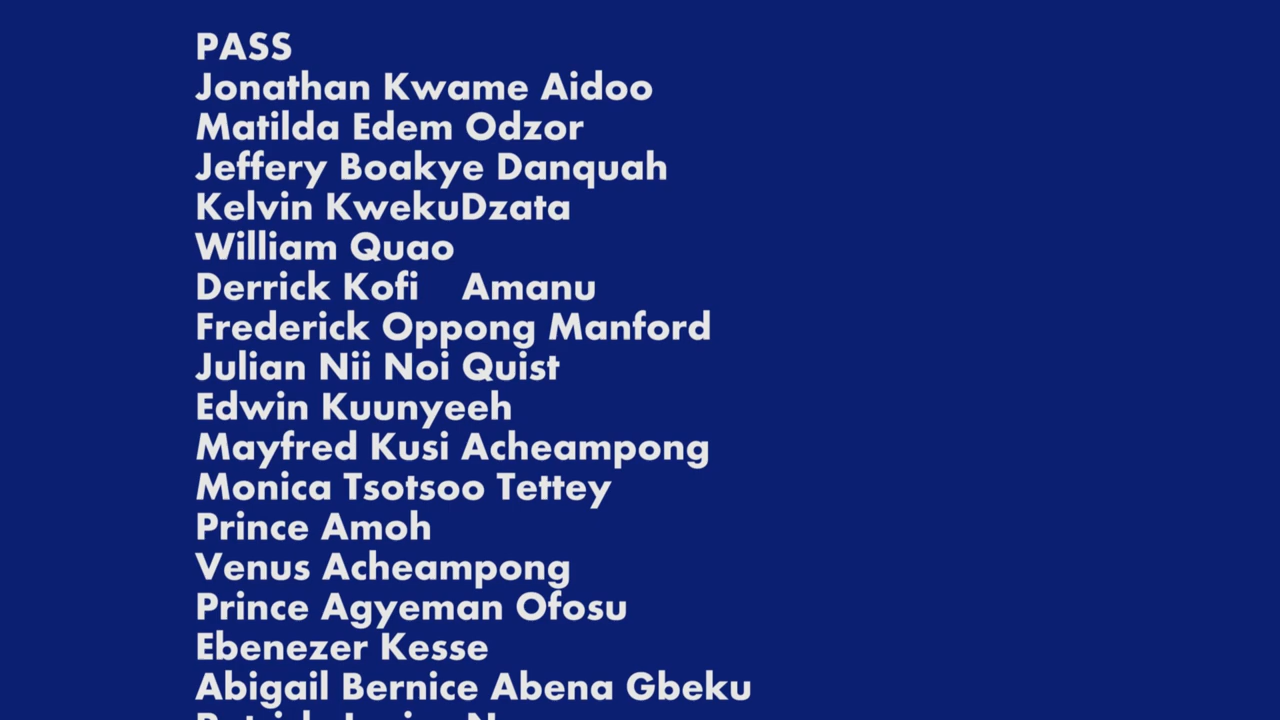 PASS
Jonathan Kwame Aidoo
Matilda Edem Odzor
Jeffery Boakye Danquah
Kelvin KwekuDzata
William Quao
Derrick Kofi    Amanu
Frederick Oppong Manford
Julian Nii Noi Quist
Edwin Kuunyeeh
Mayfred Kusi Acheampong
Monica Tsotsoo Tettey
Prince Amoh
Venus Acheampong
Prince Agyeman Ofosu
Ebenezer Kesse
Abigail Bernice Abena Gbeku